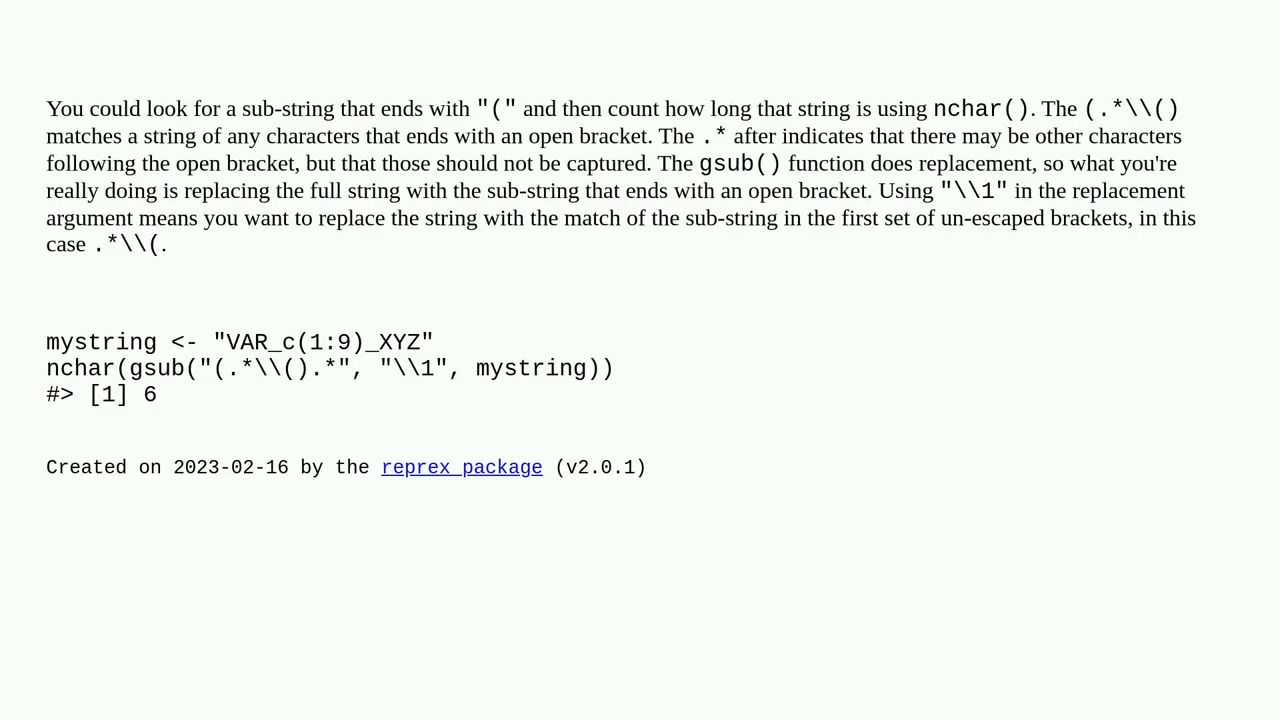 You could look for a sub-string that ends with "(" and then count how long that string is using nchar(). The (.*\\()
matches a string of any characters that ends with an open bracket. The .* after indicates that there may be other characters
following the open bracket, but that those should not be captured. The gsub() function does replacement, so what you're
really doing is replacing the full string with the sub-string that ends with an open bracket. Using "\\1" in the replacement
argument means you want to replace the string with the match of the sub-string in the first set of un-escaped brackets, in this
case .*\\(.
mystring <- "VAR_c(1:9)_XYZ"
nchar(gsub("(.*\\().*", "\\1", mystring))
#> [1] 6
Created on 2023-02-16 by the reprex package (v2.0.1)